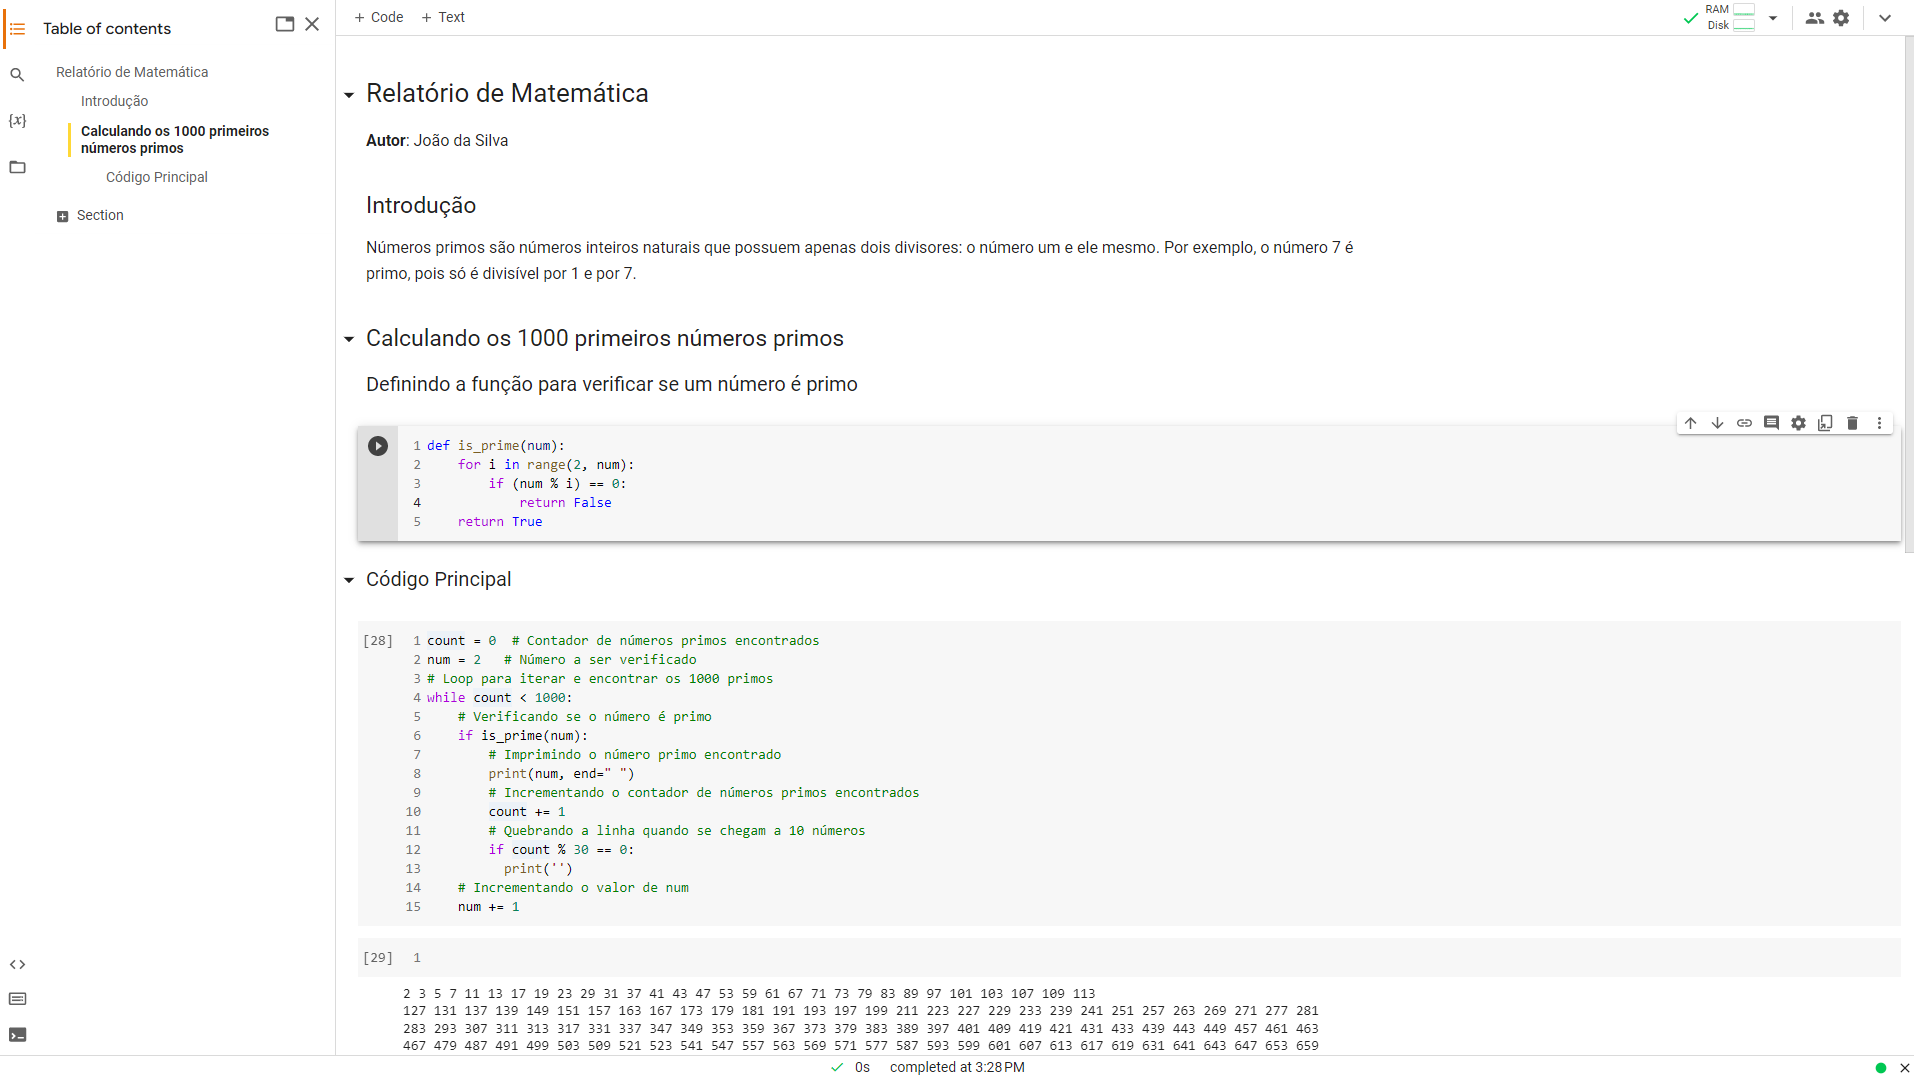 Table of contents
Relatório de Matemática
Introdução
Calculando os 1000 primeiros
números primos
Código Principal
Section
+ Code + Text
RAM
Disk
{x}
Relatório de Matemática
Autor: João da Silva
Introdução
Números primos são números inteiros naturais que possuem apenas dois divisores: o número um e ele mesmo. Por exemplo, o número 7 é
primo, pois só é divisível por 1 e por 7.
Calculando os 1000 primeiros números primos
Definindo a função para verificar se um número é primo
1 def is_prime(num):
2     for i in range(2, num):
3         if (num % i) == 0:
4             return False
5     return True
Código Principal
[28] 1 count = 0  # Contador de números primos encontrados
2 num = 2   # Número a ser verificado
3 # Loop para iterar e encontrar os 1000 primos
4 while count < 1000:
5     # Verificando se o número é primo
6     if is_prime(num):
7         # Imprimindo o número primo encontrado
8         print(num, end=" ")
9         # Incrementando o contador de números primos encontrados
10         count += 1
11         # Quebrando a linha quando se chegam a 10 números
12         if count % 30 == 0:
13           print('')
14     # Incrementando o valor de num
15     num += 1
[29] 1
2 3 5 7 11 13 17 19 23 29 31 37 41 43 47 53 59 61 67 71 73 79 83 89 97 101 103 107 109 113
127 131 137 139 149 151 157 163 167 173 179 181 191 193 197 199 211 223 227 229 233 239 241 251 257 263 269 271 277 281
283 293 307 311 313 317 331 337 347 349 353 359 367 373 379 383 389 397 401 409 419 421 431 433 439 443 449 457 461 463
467 479 487 491 499 503 509 521 523 541 547 557 563 569 571 577 587 593 599 601 607 613 617 619 631 641 643 647 653 659
0s completed at 3:28 PM